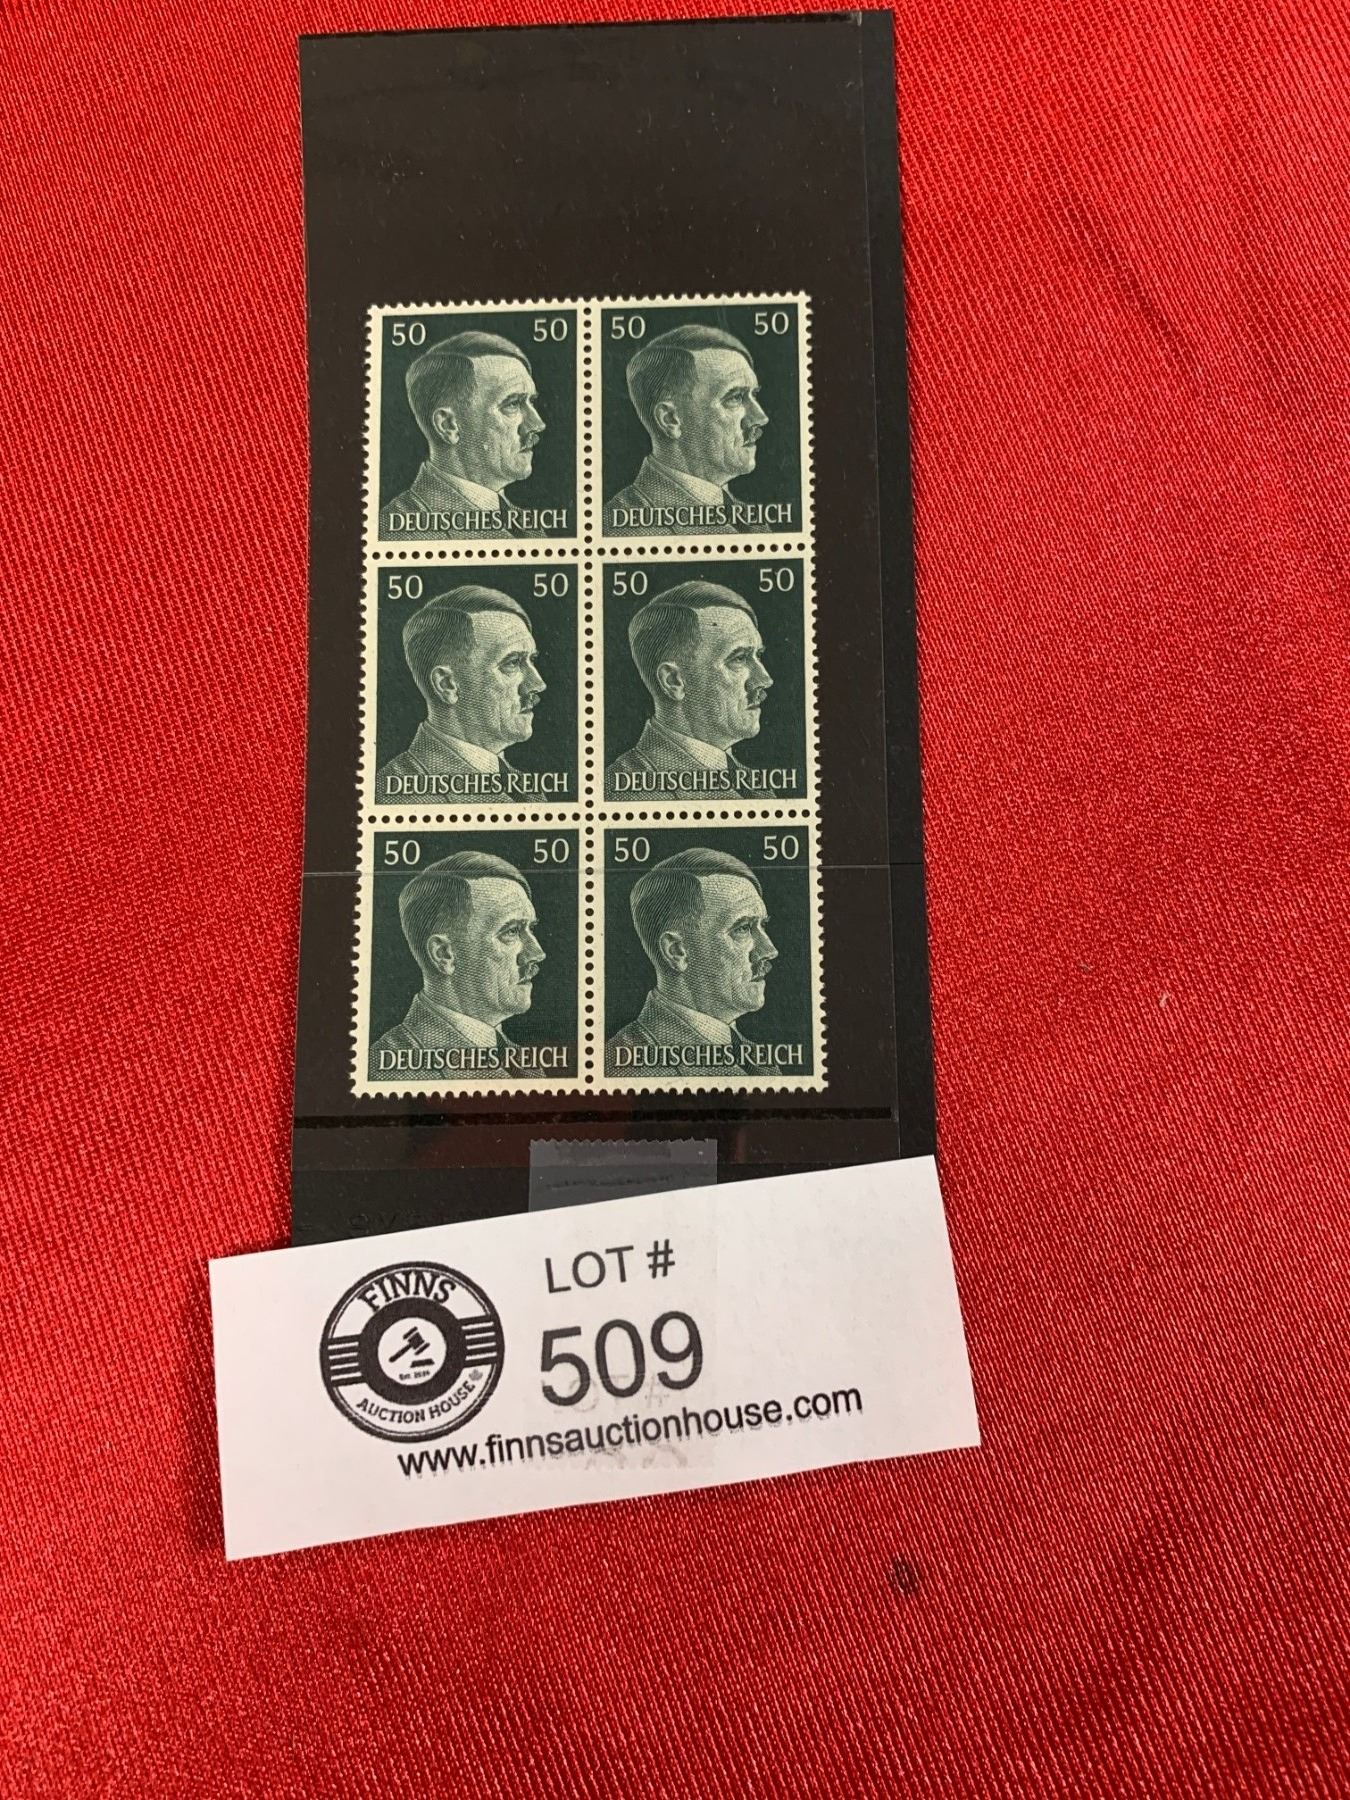 50 50 50 50
DEUTSCHES REICH DEUTSCHES REICH
50 50 50 50
DEUTSCHES REICH DEUTSCHES REICH
50 50 50 50
DEUTSCHES REICH DEUTSCHES REICH
LOT #
FINNS
509
AUCTION HOUSE
www.finnsauctionhouse.com